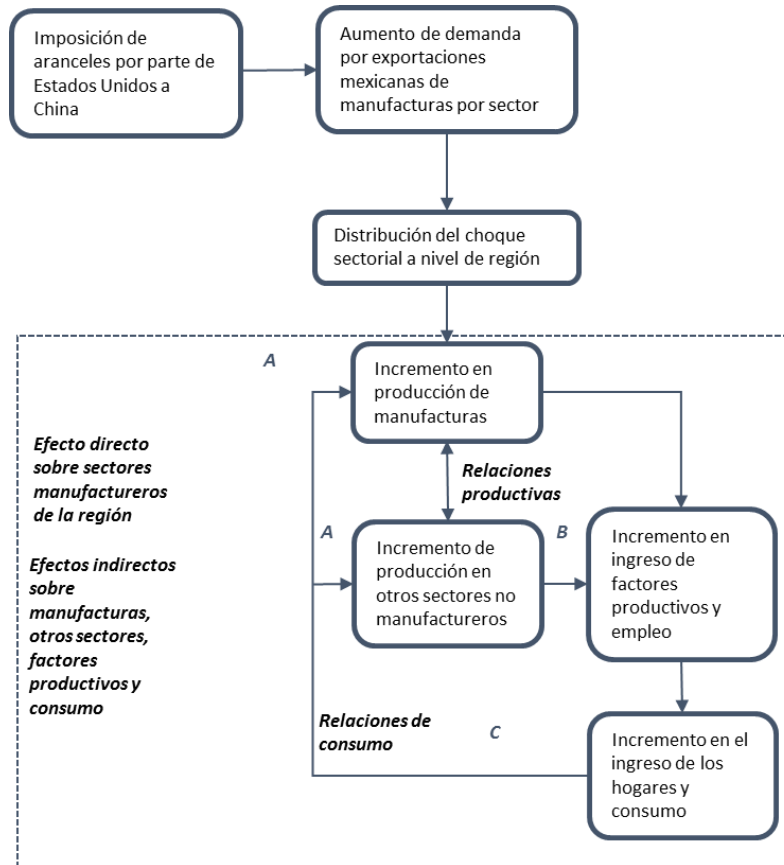 Imposición de
aranceles por parte de
Estados Unidos a
China
Aumento de demanda
por exportaciones
mexicanas de
manufacturas por sector
Distribución del choque
sectorial a nivel de región
A
Incremento en
producción de
manufacturas
Efecto directo
sobre sectores
manufactureros
de la región
Relaciones
productivas
A
Incremento de
producción en
otros sectores no
manufactureros
B
Incremento en
ingreso de
factores
productivos y
empleo
Efectos indirectos
sobre
manufacturas,
otros sectores,
factores
productivos y
consumo
Relaciones de
consumo
C
Incremento en el
ingreso de los
hogares y
consumo